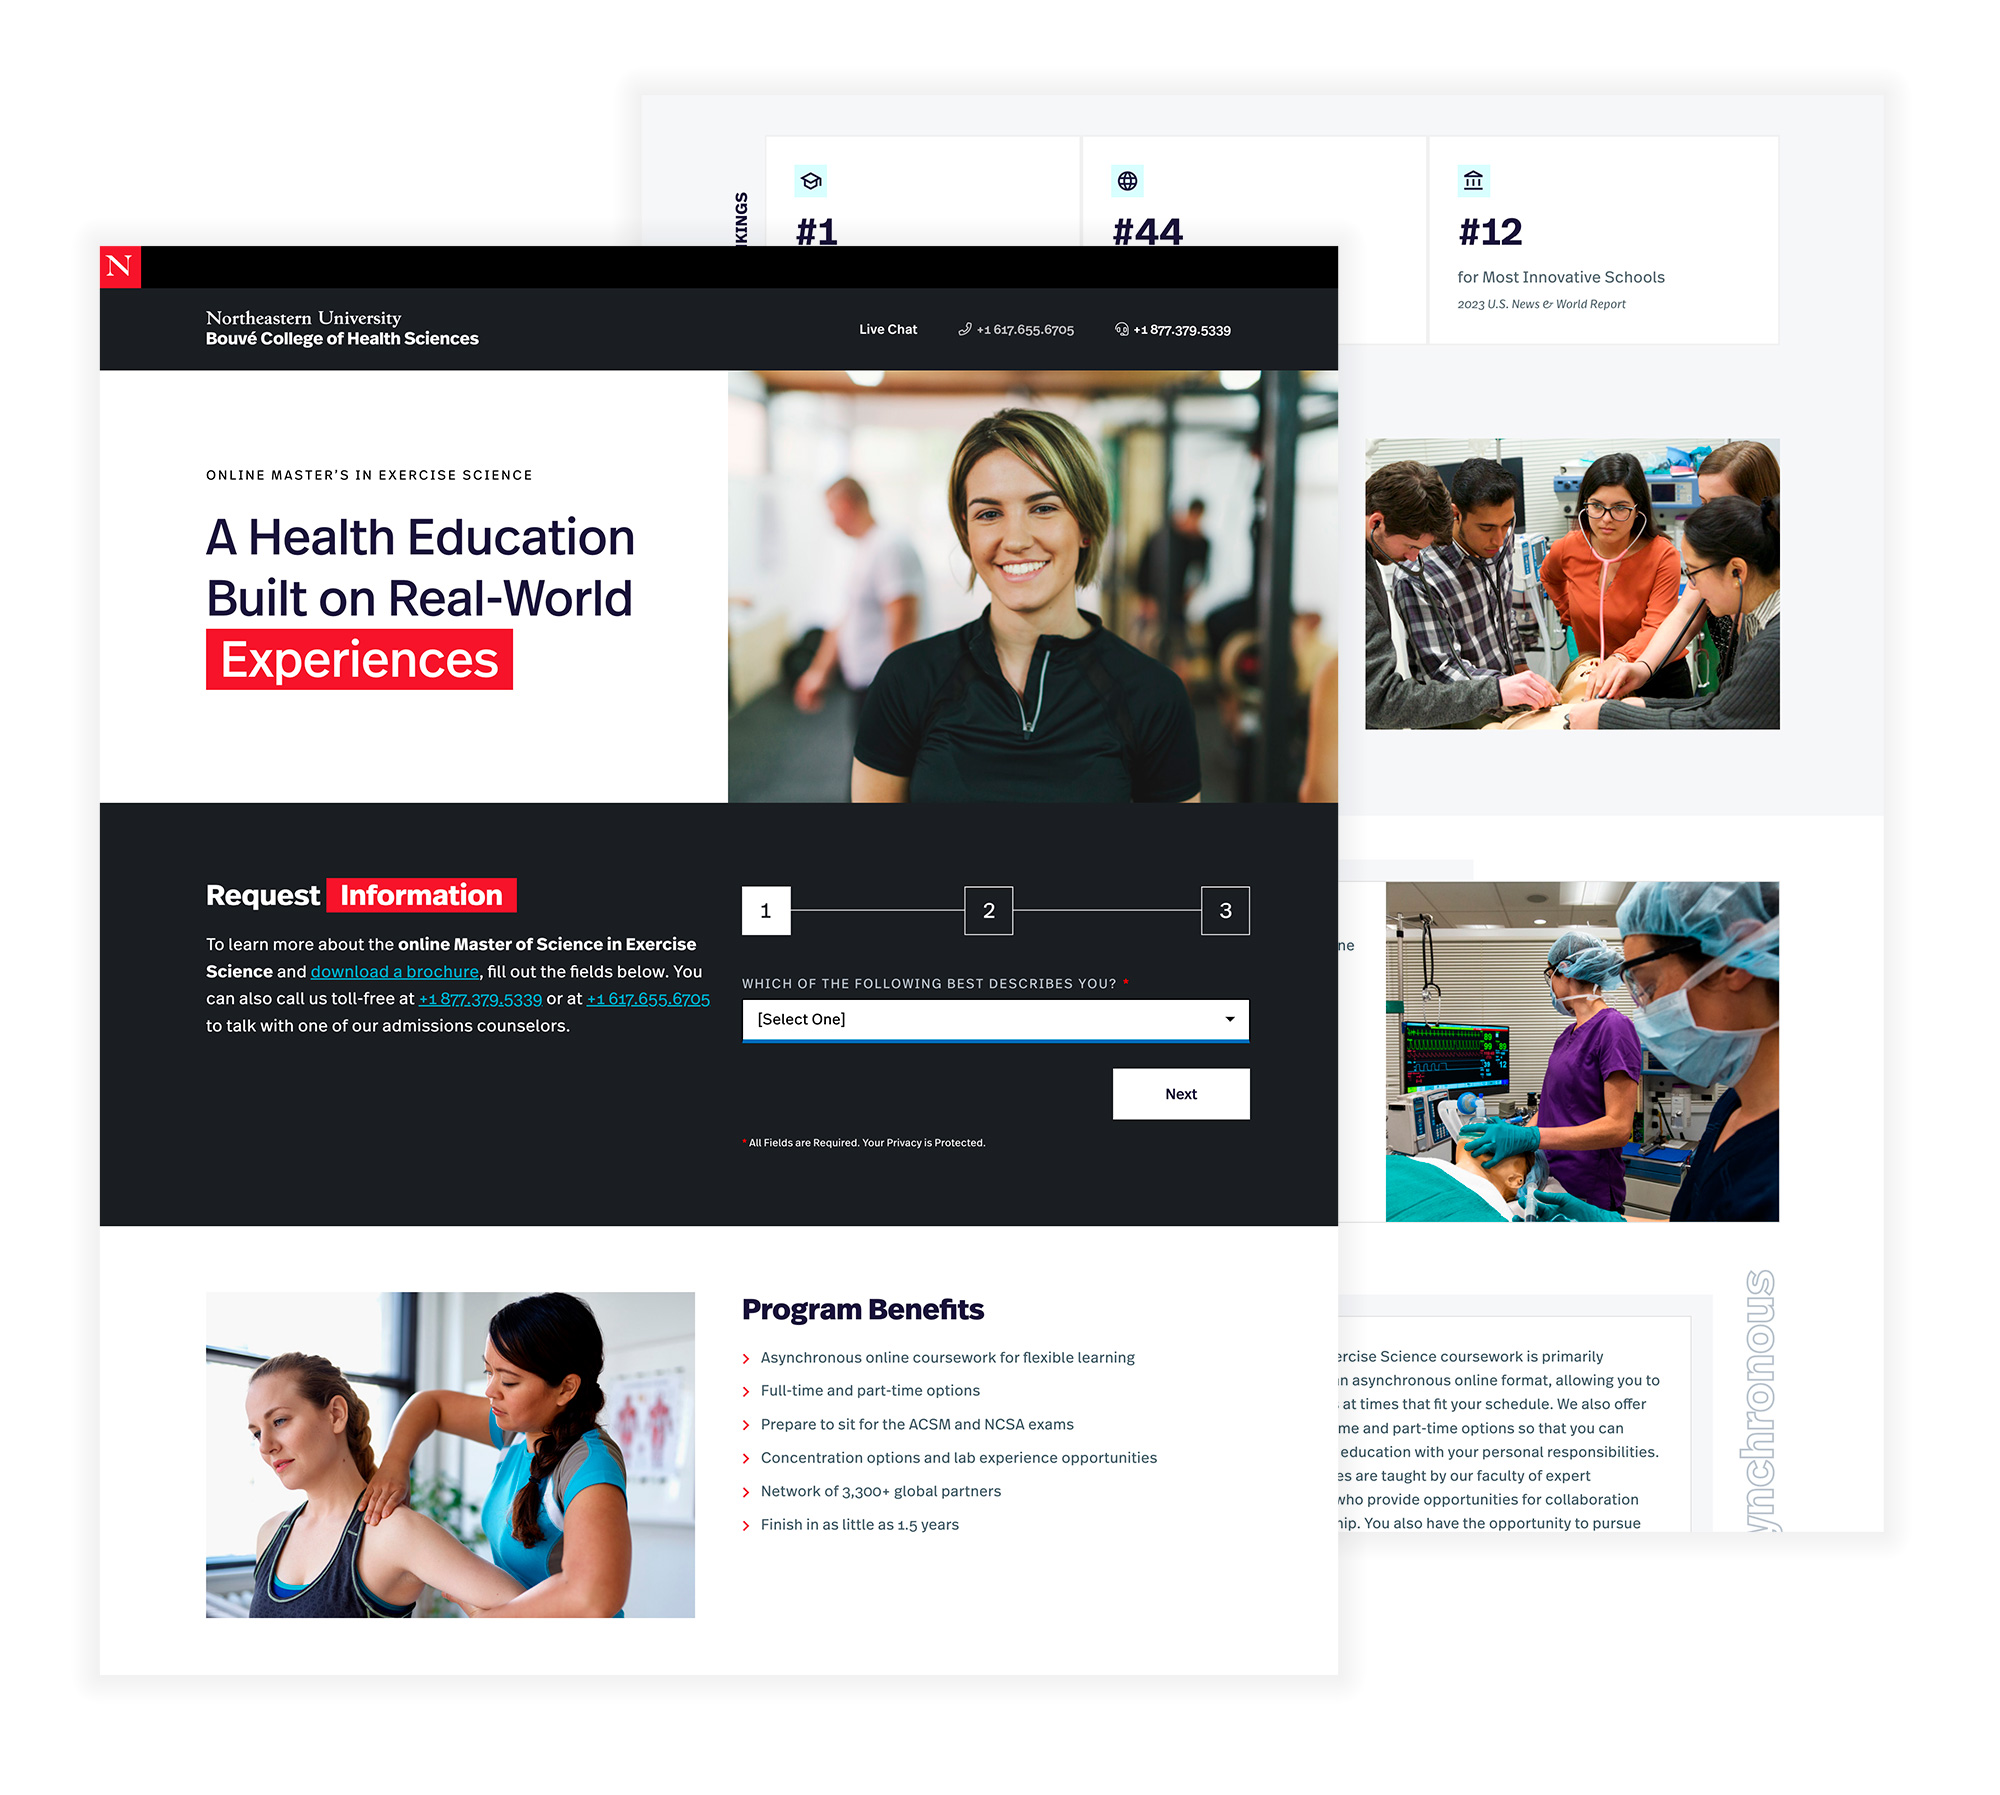 KINGS
#1
#44
#12
for Most Innovative Schools
2023 U.S. News & World Report
N
Northeastern University
Bouvé College of Health Sciences
Live Chat
+1 617.655.6705
+1 877.379.5339
ONLINE MASTER'S IN EXERCISE SCIENCE
A Health Education
Built on Real-World
Experiences
Request Information
To learn more about the online Master of Science in Exercise
Science and download a brochure, fill out the fields below. You
can also call us toll-free at +1 877.379.5339 or at +1 617.655.6705
to talk with one of our admissions counselors.
1
2
3
WHICH OF THE FOLLOWING BEST DESCRIBES YOU? *
[Select One]
Next
* All Fields are Required. Your Privacy is Protected.
Program Benefits
Asynchronous online coursework for flexible learning
Full-time and part-time options
Prepare to sit for the ACSM and NCSA exams
Concentration options and lab experience opportunities
Network of 3,300+ global partners
Finish in as little as 1.5 years
ne
ercise Science coursework is primarily
n asynchronous online format, allowing you to
at times that fit your schedule. We also offer
me and part-time options so that you can
education with your personal responsibilities.
es are taught by our faculty of expert
who provide opportunities for collaboration
hip. You also have the opportunity to pursue
ynchronous